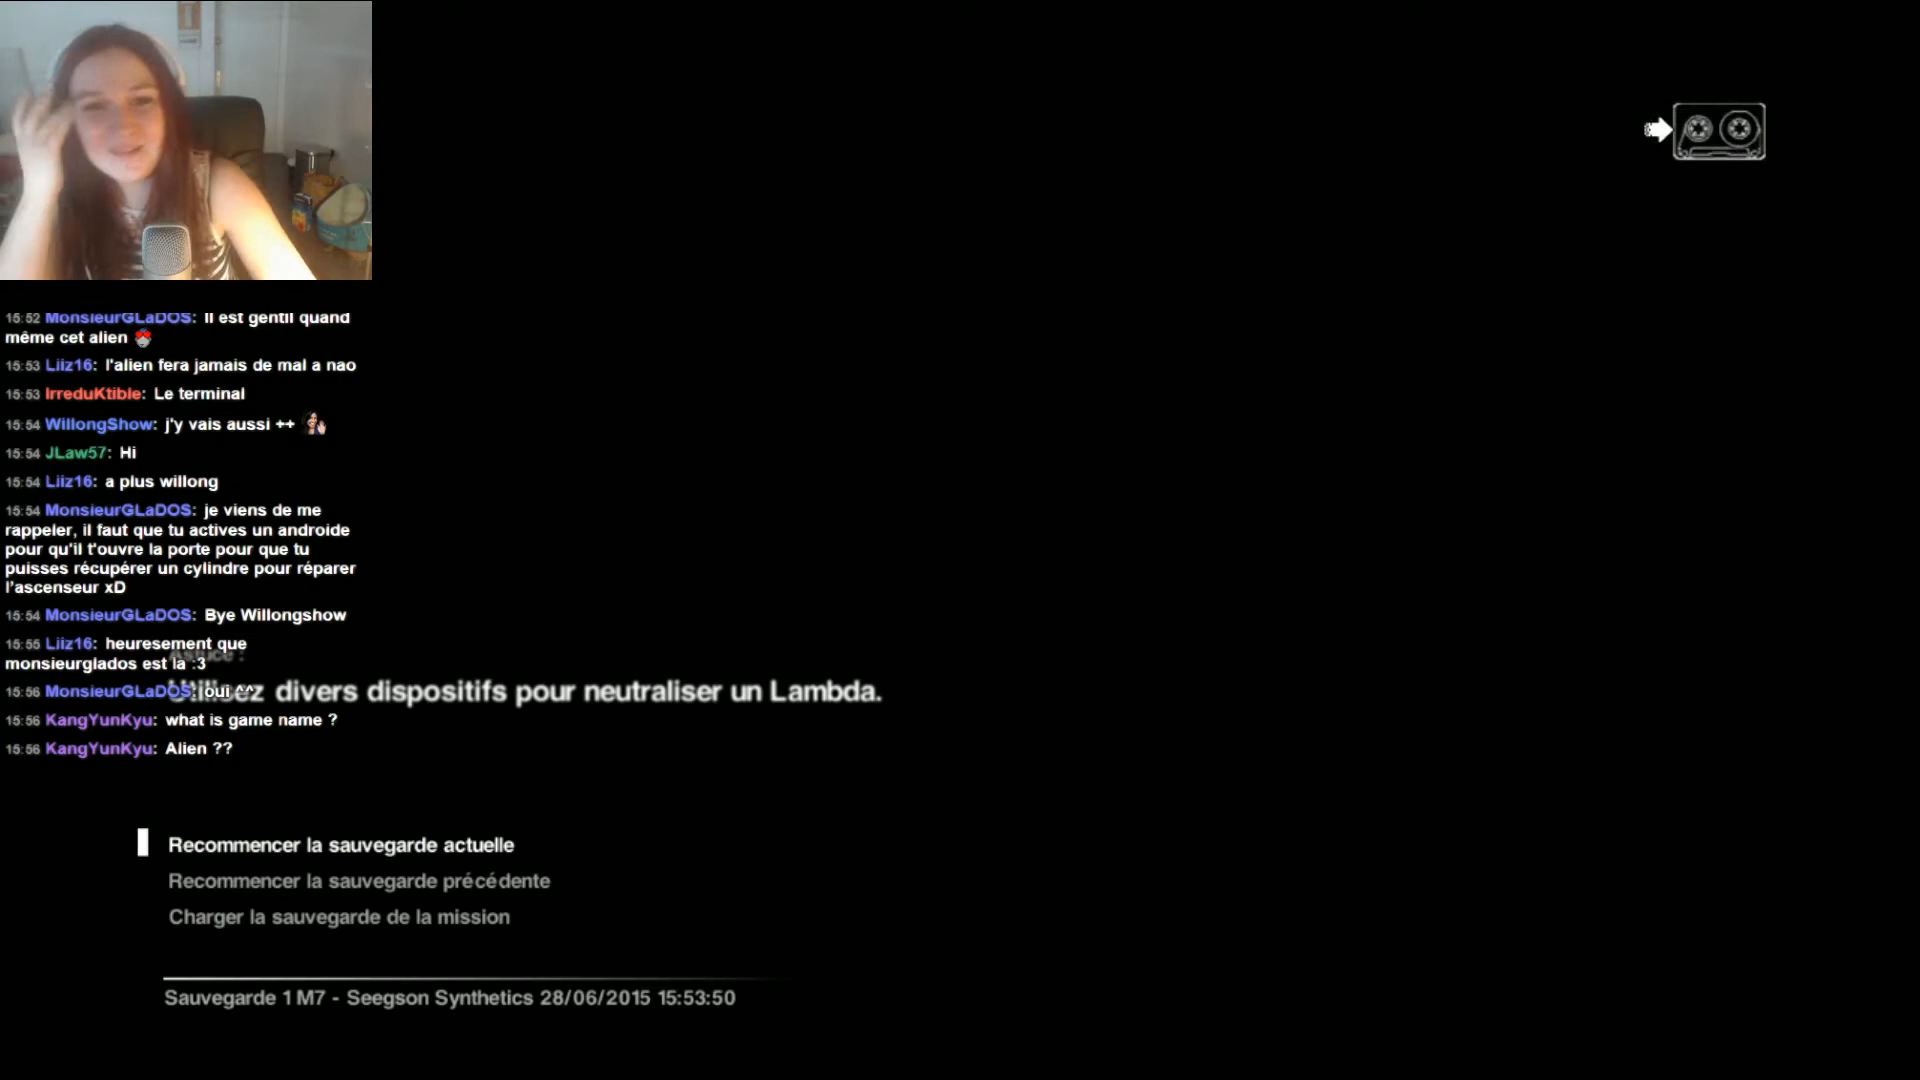 15:52 MonsieurGLaDOS: Il est gentil quand
même cet alien
15:53 Liiz16: l'alien fera jamais de mal a nao
15:53 IrreduKtible: Le terminal
15:54 WillongShow: j'y vais aussi ++
15:54 JLaw57: Hi
15:54 Liiz16: a plus willong
15:54 MonsieurGLaDOS: je viens de me
rappeler, il faut que tu actives un androide
pour qu'il t'ouvre la porte pour que tu
puisses récupérer un cylindre pour réparer
l'ascenseur xD
15:54 MonsieurGLaDOS: Bye Willongshow
15:55 Liiz16: heuresement que
monsieurglados est la :3
Astuce :
15:56 MonsieurGLaDOS: oui ^^
Utilisez divers dispositifs pour neutraliser un Lambda.
15:56 KangYunKyu: what is game name ?
15:56 KangYunKyu: Alien ??
Recommencer la sauvegarde actuelle
Recommencer la sauvegarde précédente
Charger la sauvegarde de la mission
Sauvegarde 1 M7 - Seegson Synthetics 28/06/2015 15:53:50